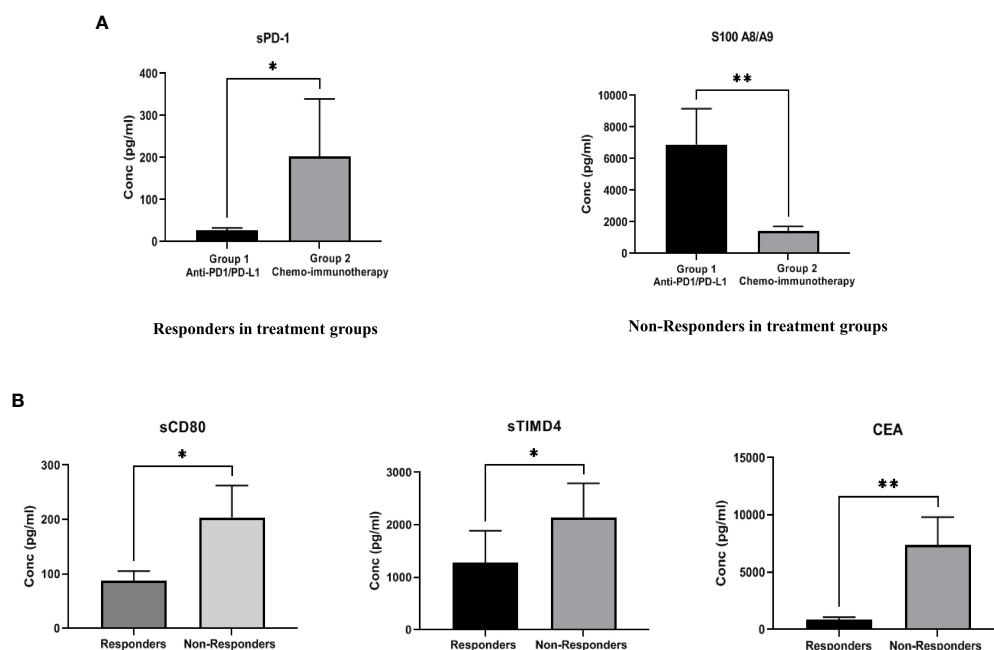 A
sPD-1
*
400
300
200
100
0
Conc (pg/ml)
Group 1
Anti-PD1/PD-L1
Group 2
Chemo-immunotherapy
Responders in treatment groups
S100 A8/A9
**
10000
8000
6000
4000
2000
0
Conc (pg/ml)
Group 1
Anti-PD1/PD-L1
Group 2
Chemo-immunotherapy
Non-Responders in treatment groups
B
sCD80
*
300
200
100
0
Conc (pg/ml)
Responders
Non-Responders
sTIMD4
*
3000
2000
1000
0
Conc (pg/ml)
Responders
Non-Responders
CEA
**
15000
10000
5000
0
Conc (pg/ml)
Responders
Non-Responders